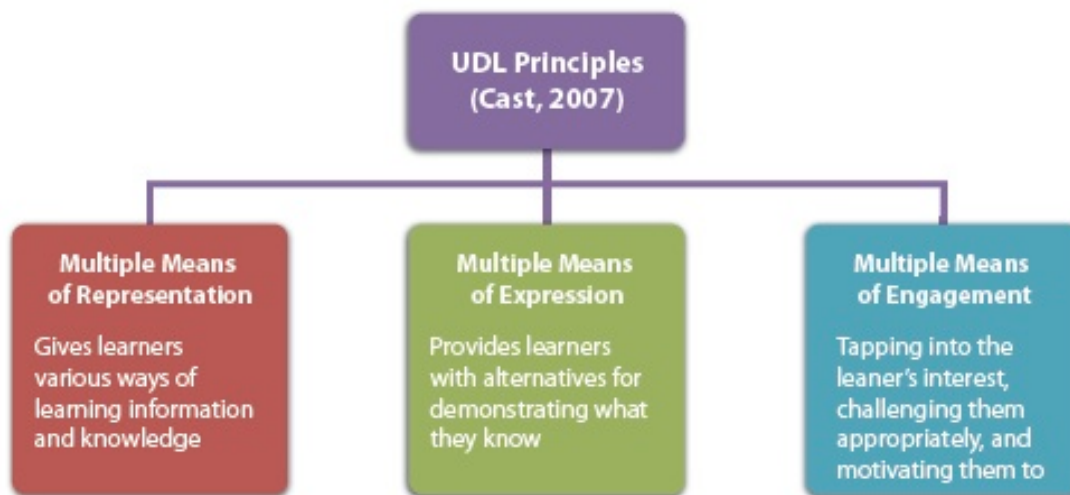 UDL Principles
(Cast, 2007)
Multiple Means
of Representation
Gives learners
various ways of
learning information
and knowledge
Multiple Means
of Expression
Provides learners
with alternatives for
demonstrating what
they know
Multiple Means
of Engagement
Tapping into the
leaner's interest,
challenging them
appropriately, and
motivating them to